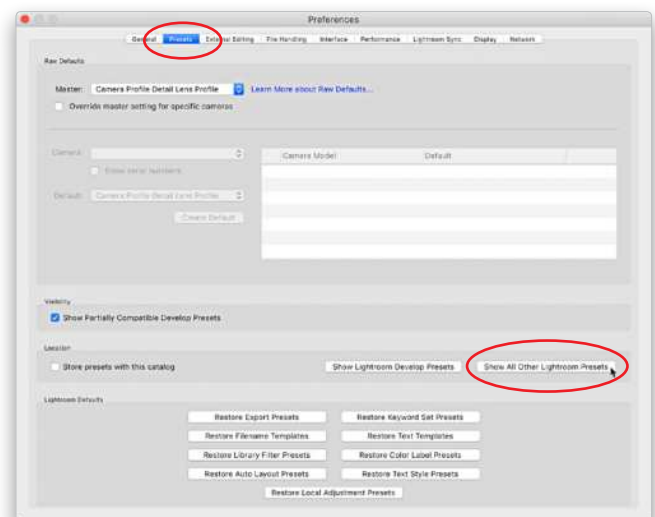 Preferences
General Presets External Editing File Handling Interface Performance Lightroom Sync Display Network
Raw Defaults
Master: Camera Profile Detail Lens Profile Learn More about Raw Defaults...
Override master setting for specific cameras
Camera: Camera Model Default
Show serial numbers
Default: Camera Profile Detail Lens Profile
Create Default
Visibility
Show Partially Compatible Develop Presets
Location
Store presets with this catalog Show Lightroom Develop Presets Show All Other Lightroom Presets
Lightroom Defaults
Restore Export Presets Restore Keyword Set Presets
Restore Filename Templates Restore Text Templates
Restore Library Filter Presets Restore Color Label Presets
Restore Auto Layout Presets Restore Text Style Presets
Restore Local Adjustment Presets